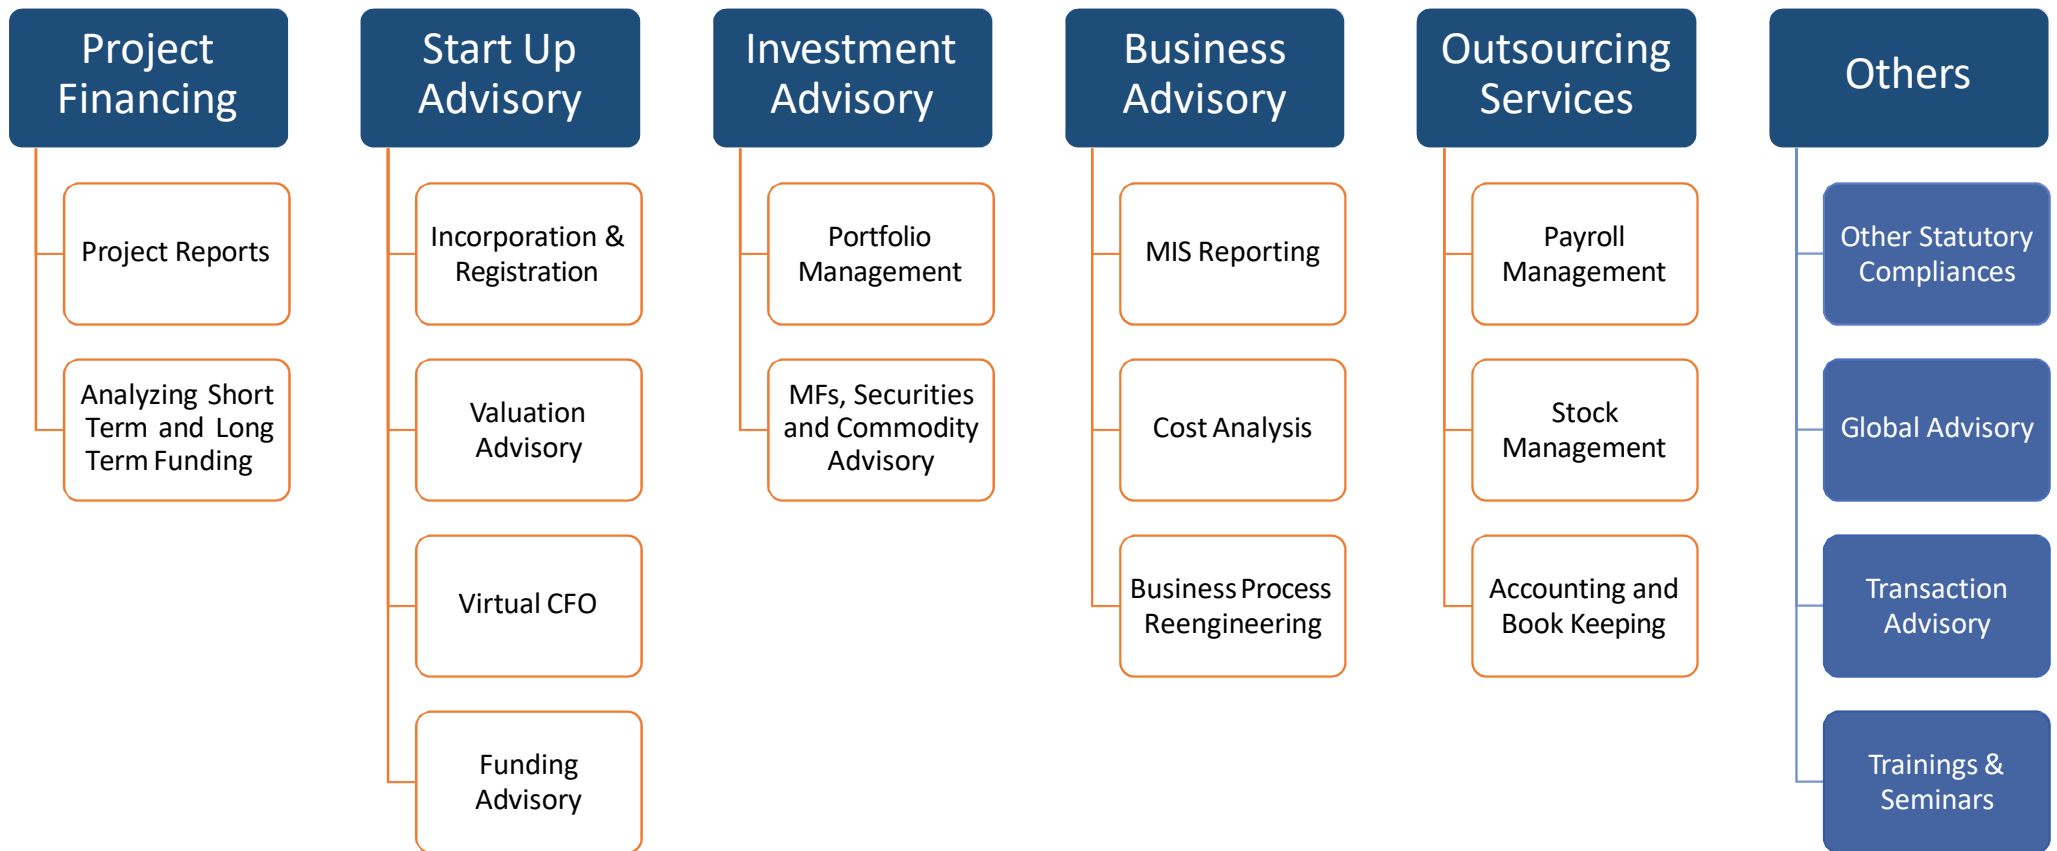 Project
Financing
Project Reports
Analyzing Short
Term and Long
Term Funding
Start Up
Advisory
Incorporation &
Registration
Valuation
Advisory
Virtual CFO
Funding
Advisory
Investment
Advisory
Portfolio
Management
MFs, Securities
and Commodity
Advisory
Business
Advisory
MIS Reporting
Cost Analysis
Business Process
Reengineering
Outsourcing
Services
Payroll
Management
Stock
Management
Accounting and
Book Keeping
Others
Other Statutory
Compliances
Global Advisory
Transaction
Advisory
Trainings &
Seminars